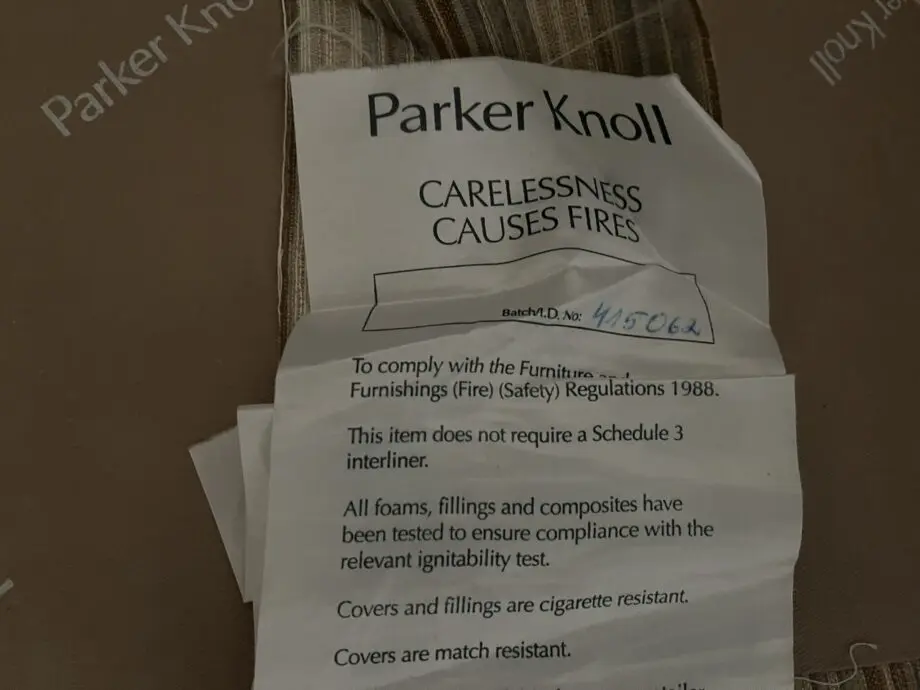 Parker Knoll
Knoll
Parker Knoll
CARELESSNESS
CAUSES FIRES
Batch/I.D. No: 415062
To comply with the Furniture and
Furnishings (Fire) (Safety) Regulations 1988.
This item does not require a Schedule 3
interliner.
All foams, fillings and composites have
been tested to ensure compliance with the
relevant ignitability test.
Covers and fillings are cigarette resistant.
Covers are match resistant.